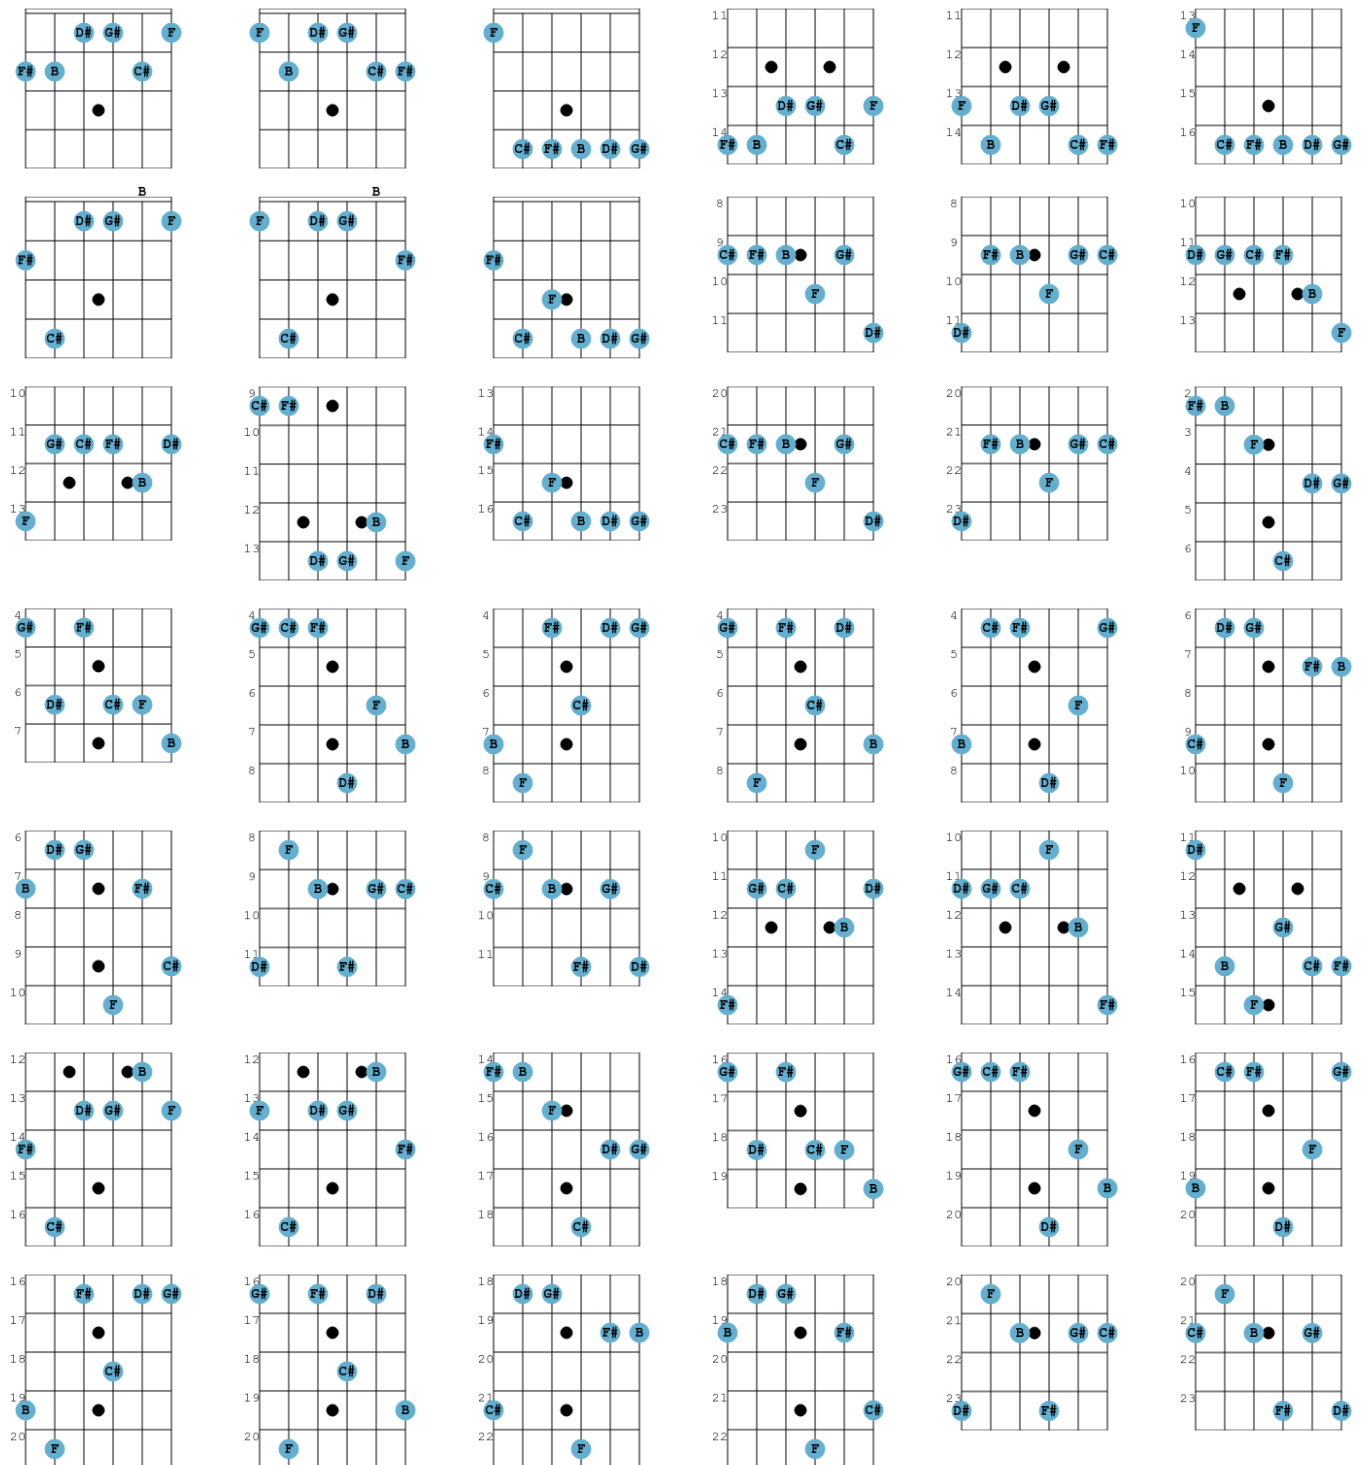 11 11 13
D# G# F F D# G# F F
12 12 14
F# B C# B C# F#
13 D# G# F 13 F D# G# 15
C# F# B D# G# 14 F# B C# 14 B C# F# 16 C# F# B D# G#
B B 8 8 10
D# G# F F D# G#
9 C# F# B G# 9 F# B G# C# 11 D# G# C# F#
F# F# F#
10 F 10 F 12 B
F
C# C# C# B D# G# 11 D# 11 D# 13 F
10 9 C# F# 13 20 20 2 F# B
11 G# C# F# D# 10 14 F# 21 C# F# B G# 21 F# B G# C# 3 F
12 B 11 15 F 22 F 22 F 4 D# G#
13 F 12 B 16 C# B D# G# 23 D# 23 D# 5
13 D# G# F 6 C#
4 G# F# 4 G# C# F# 4 F# D# G# 4 G# F# D# 4 C# F# G# 6 D# G#
5 5 5 5 5 7 F# B
6 D# C# F 6 F 6 C# 6 C# 6 F 8
7 B 7 B 7 B 7 B 7 B 9 C#
8 D# 8 F 8 F 8 D# 10 F
6 D# G# 8 F 8 F 10 F 10 F 11 D#
7 B F# 9 B G# C# 9 C# B G# 11 G# C# D# 11 D# G# C# 12
8 10 10 12 B 12 B 13 G#
9 C# 11 D# F# 11 F# D# 13 13 14 B C# F#
10 F 14 F# 14 F# 15 F
12 B 12 B 14 F# B 16 G# F# 16 G# C# F# 16 C# F# G#
13 D# G# F 13 F D# G# 15 F 17 17 17
14 F# 14 F# 16 D# G# 18 D# C# F 18 F 18 F
15 15 17 19 B 19 B 19 B
16 C# 16 C# 18 C# 20 D# 20 D#
16 F# D# G# 16 G# F# D# 18 D# G# 18 D# G# 20 F 20 F
17 17 19 F# B 19 B F# 21 B G# C# 21 C# B G#
18 C# 18 C# 20 20 22 22
19 B 19 B 21 C# 21 C# 23 D# F# 23 F# D#
20 F 20 F 22 F 22 F